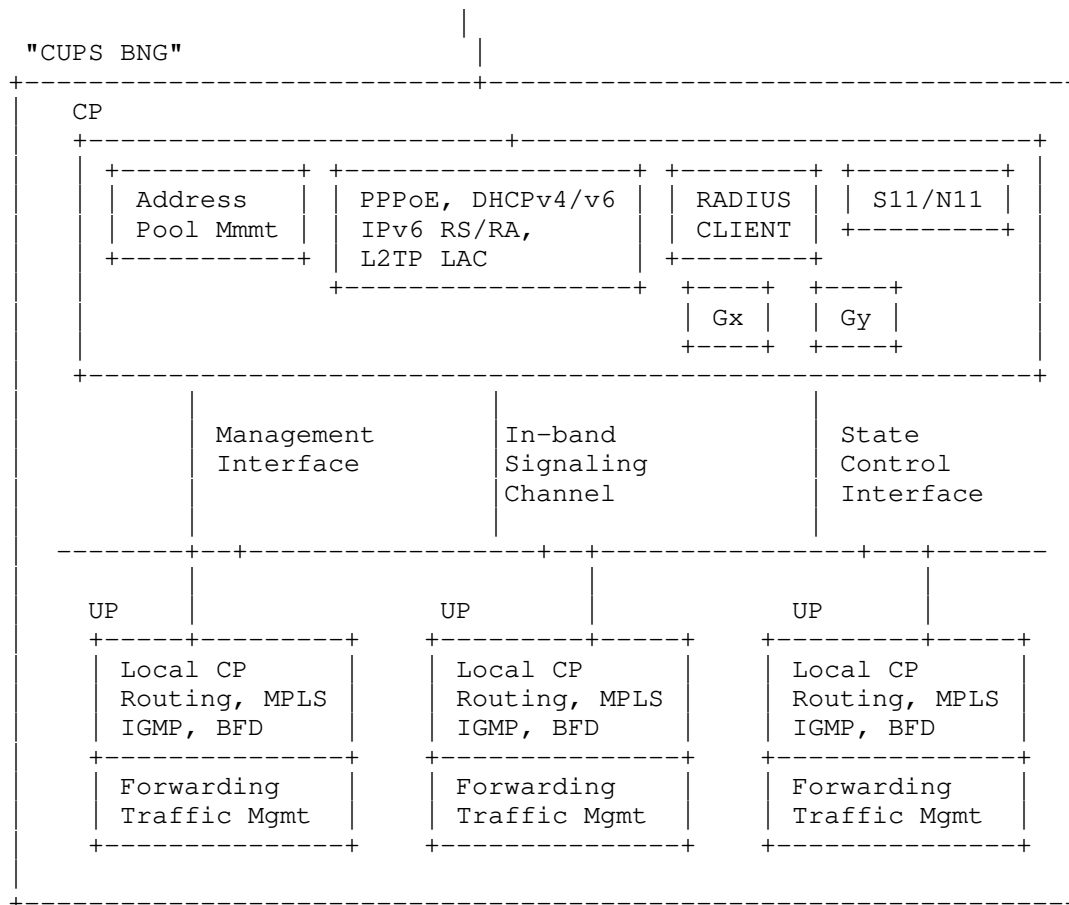 "CUPS BNG"
CP
Address
Pool Mmmt
PPPoE, DHCPv4/v6
IPv6 RS/RA,
L2TP LAC
RADIUS
CLIENT
S11/N11
Gx
Gy
Management
Interface
In-band
Signaling
Channel
State
Control
Interface
UP
Local CP
Routing, MPLS
IGMP, BFD
Forwarding
Traffic Mgmt
UP
Local CP
Routing, MPLS
IGMP, BFD
Forwarding
Traffic Mgmt
UP
Local CP
Routing, MPLS
IGMP, BFD
Forwarding
Traffic Mgmt